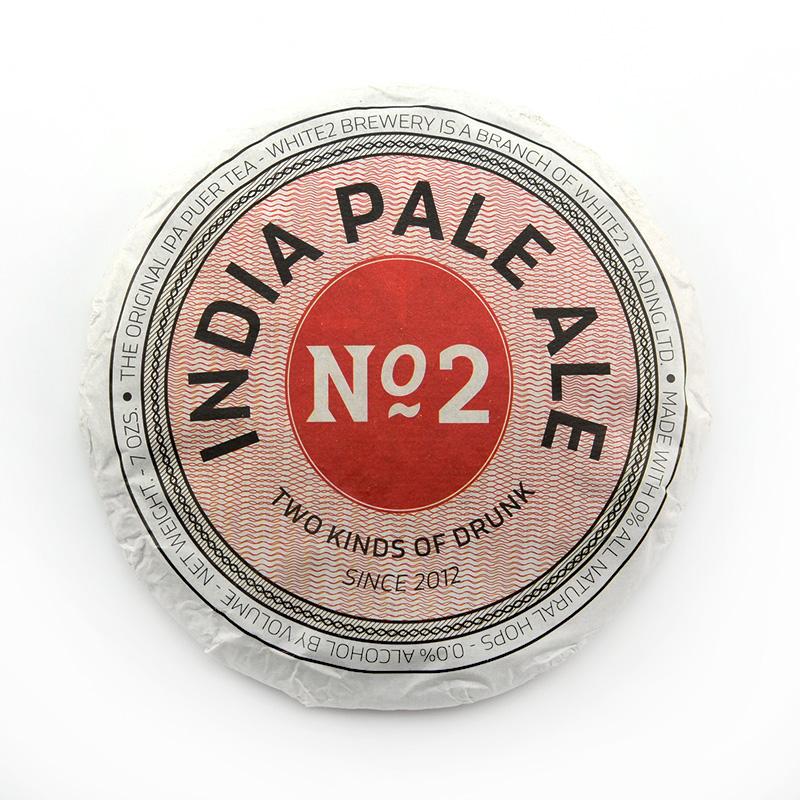 THE ORIGINAL IPA PUER TEA - WHITE2 BREWERY IS A BRANCH OF WHITE2 TRADING LTD. • MADE WITH 0% ALL NATURAL HOPS - 0.0% ALCOHOL BY VOLUME - NET WEIGHT. - 7 OZS. •
INDIA PALE ALE
Nº2
TWO KINDS OF DRUNK
SINCE 2012